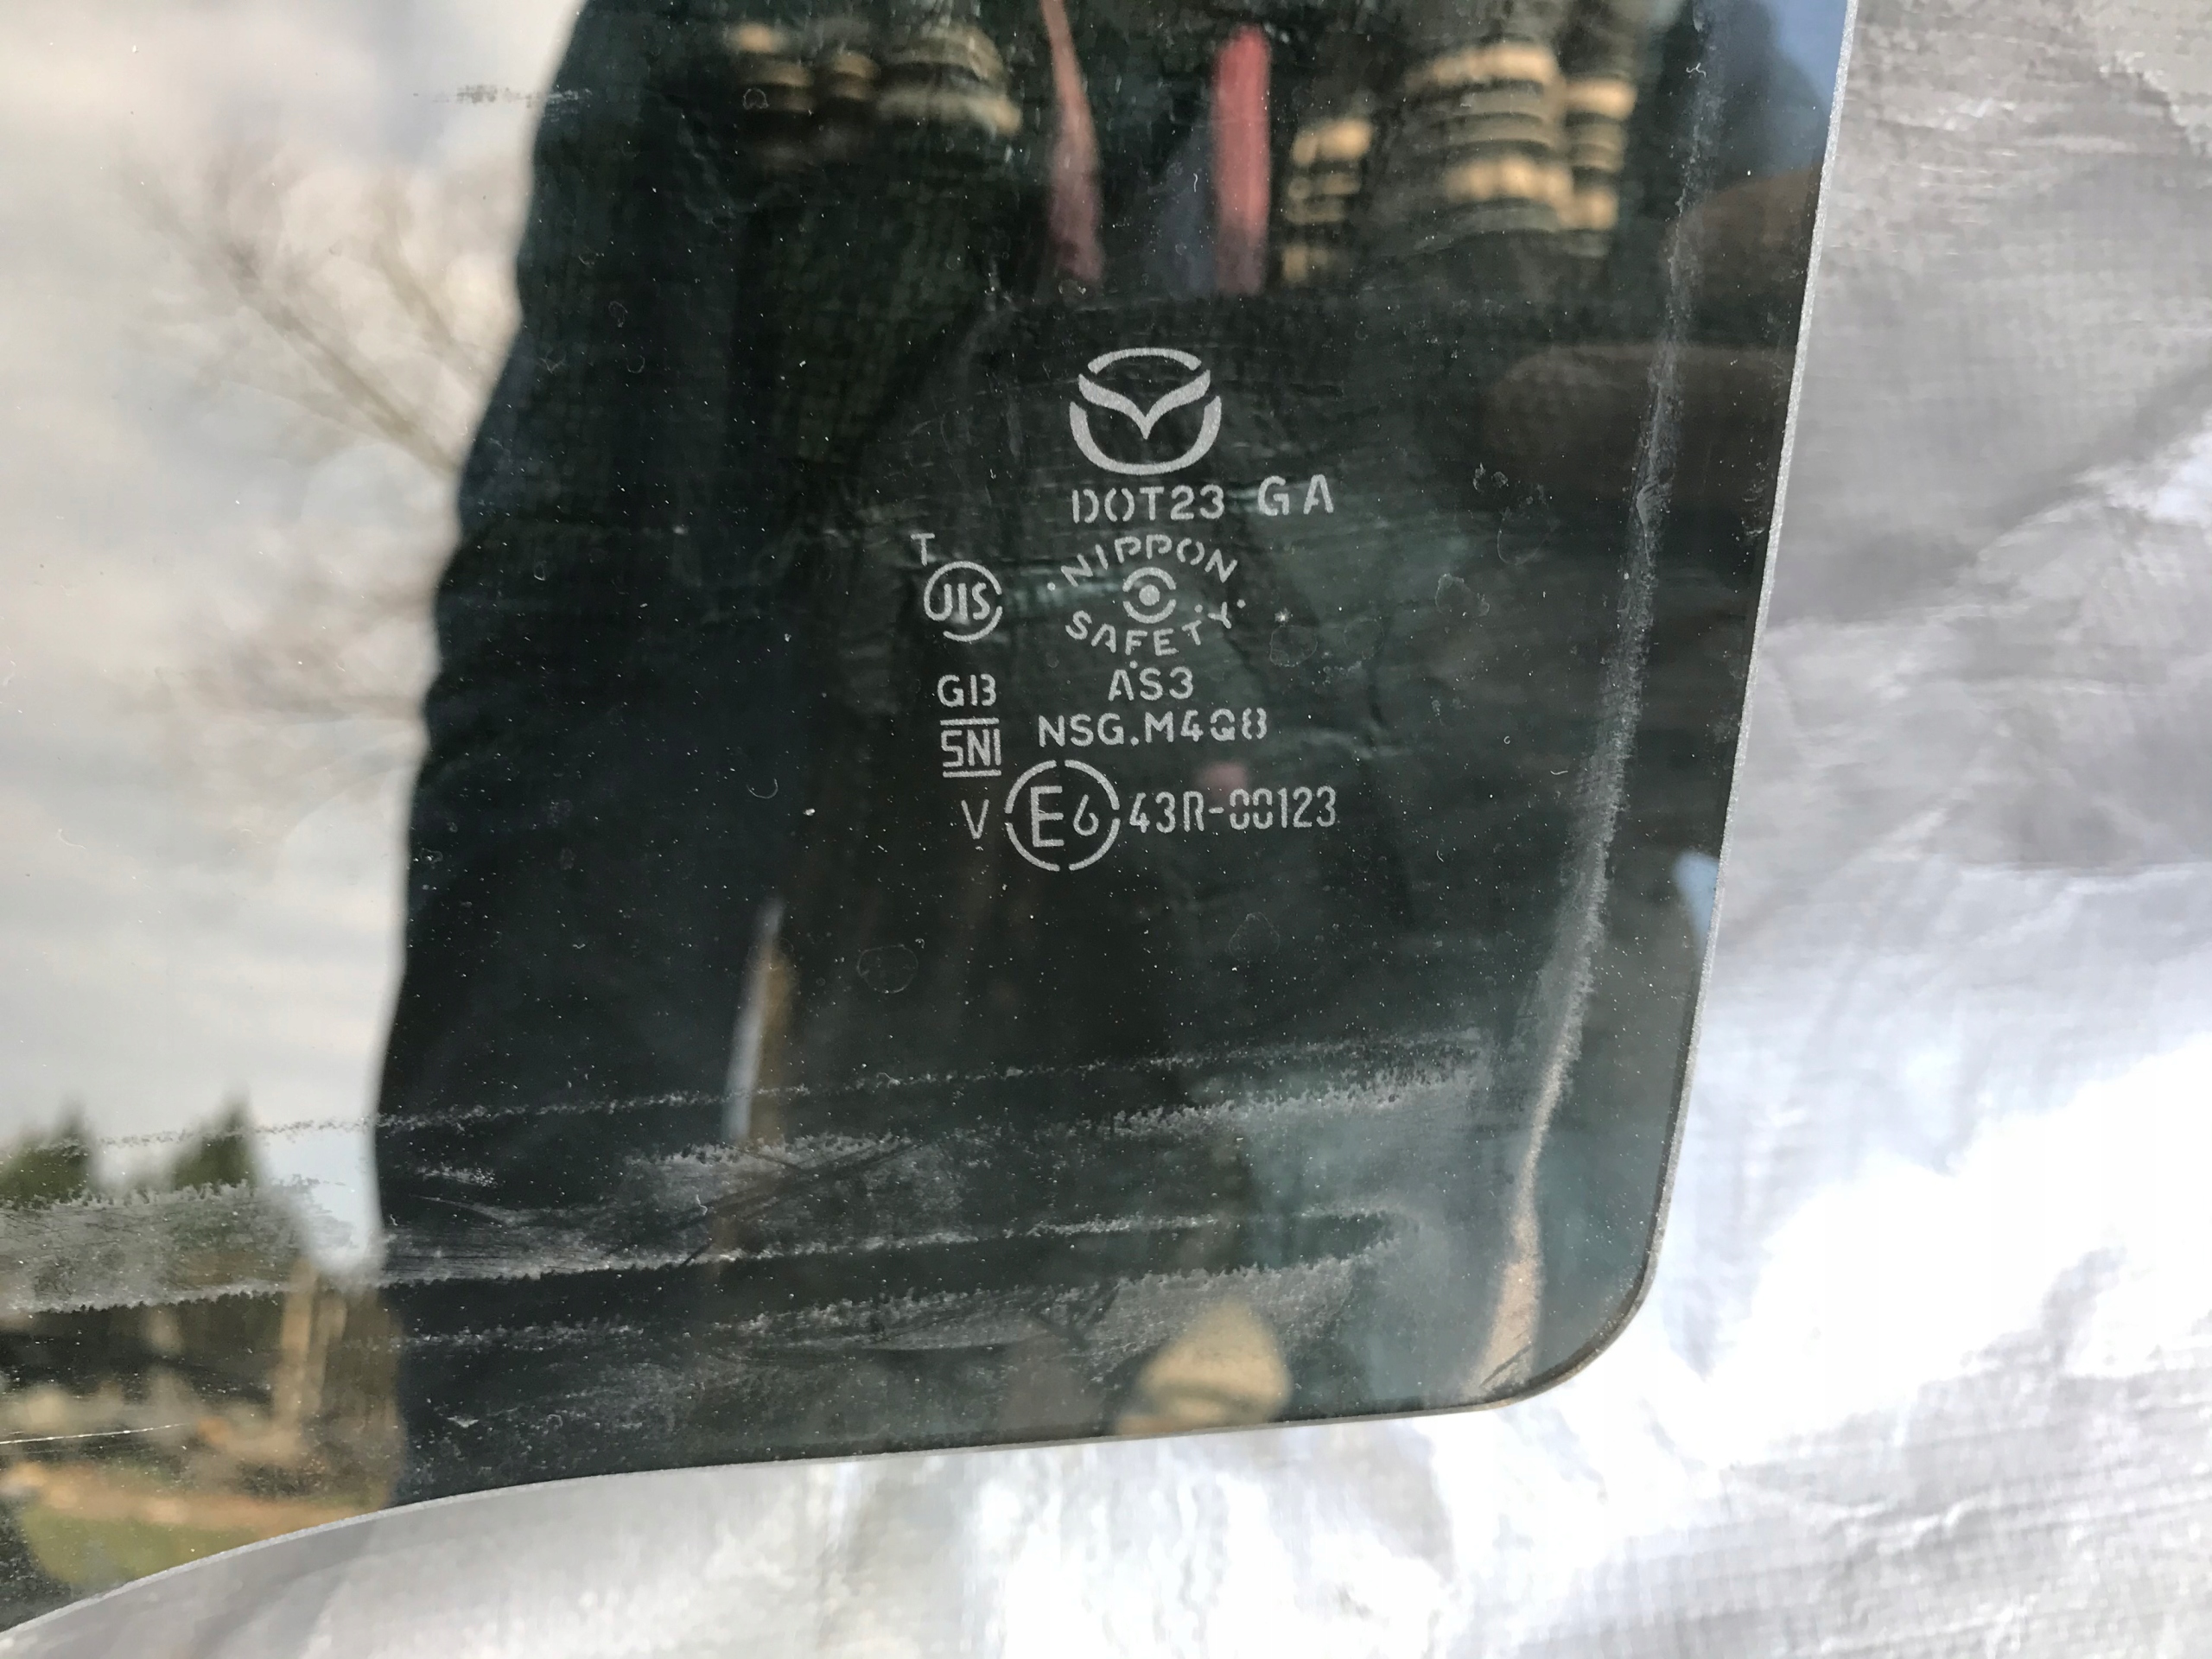 DOT23 GA
T
JIS
NIPPON
SAFETY
GB
AS3
SNI
NSG.M4Q8
V E6 43R-00123